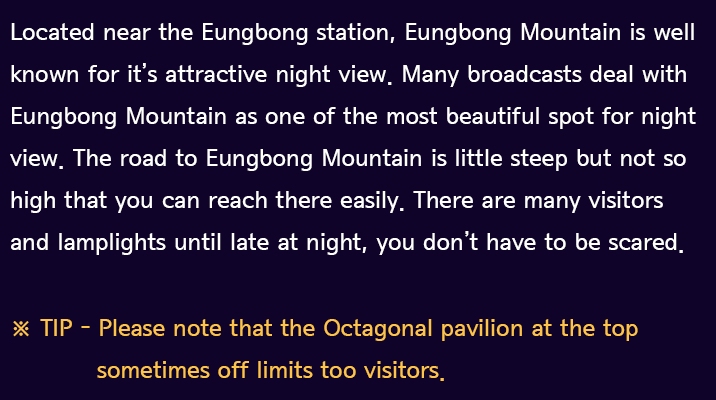 Located near the Eungbong station, Eungbong Mountain is well
known for it's attractive night view. Many broadcasts deal with
Eungbong Mountain as one of the most beautiful spot for night
view. The road to Eungbong Mountain is little steep but not so
high that you can reach there easily. There are many visitors
and lamplights until late at night, you don't have to be scared.
※ TIP - Please note that the Octagonal pavilion at the top
sometimes off limits too visitors.